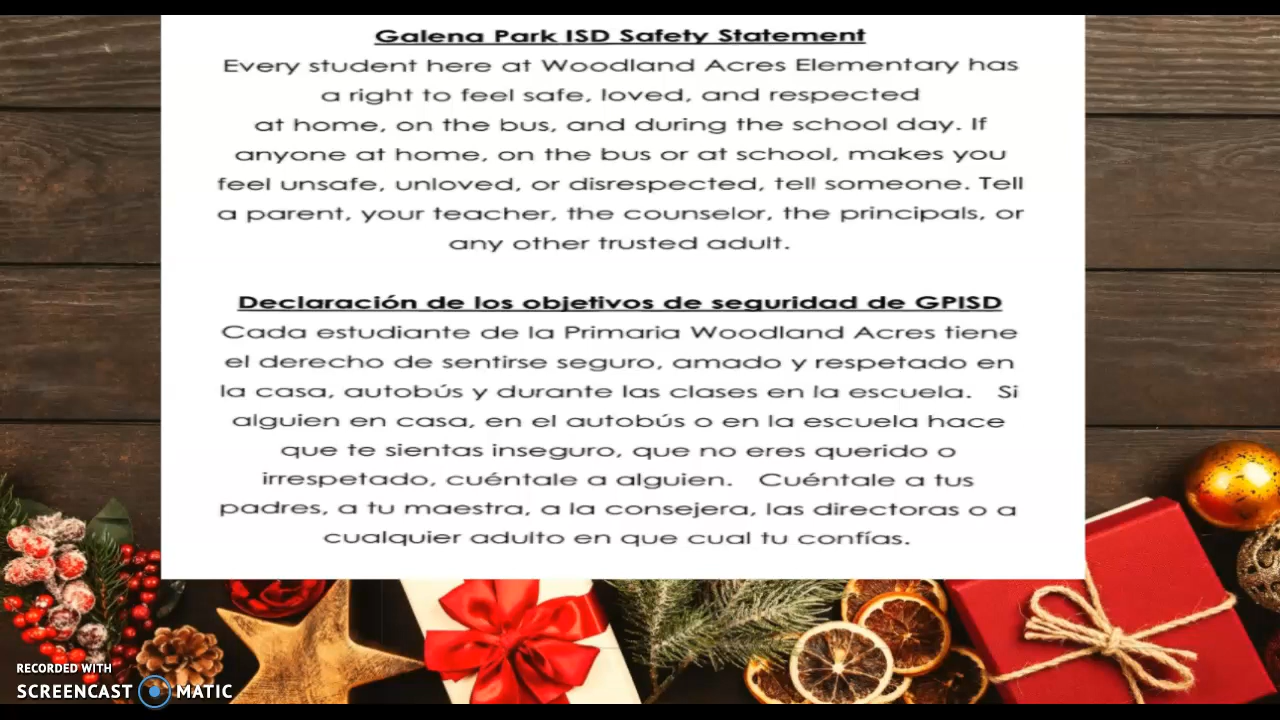 Galena Park ISD Safety Statement
Every student here at Woodland Acres Elementary has
a right to feel safe, loved, and respected
at home, on the bus, and during the school day. If
anyone at home, on the bus or at school, makes you
feel unsafe, unloved, or disrespected, tell someone. Tell
a parent, your teacher, the counselor, the principals, or
any other trusted adult.
Declaración de los objetivos de seguridad de GPISD
Cada estudiante de la Primaria Woodland Acres tiene
el derecho de sentirse seguro, amado y respetado en
la casa, autobús y durante las clases en la escuela. Si
alguien en casa, en el autobús o en la escuela hace
que te sientas inseguro, que no eres querido o
irrespetado, cuéntale a alguien. Cuéntale a tus
padres, a tu maestra, a la consejera, las directoras o a
cualquier adulto en que cual tu confías.
RECORDED WITH
SCREENCAST MATIC